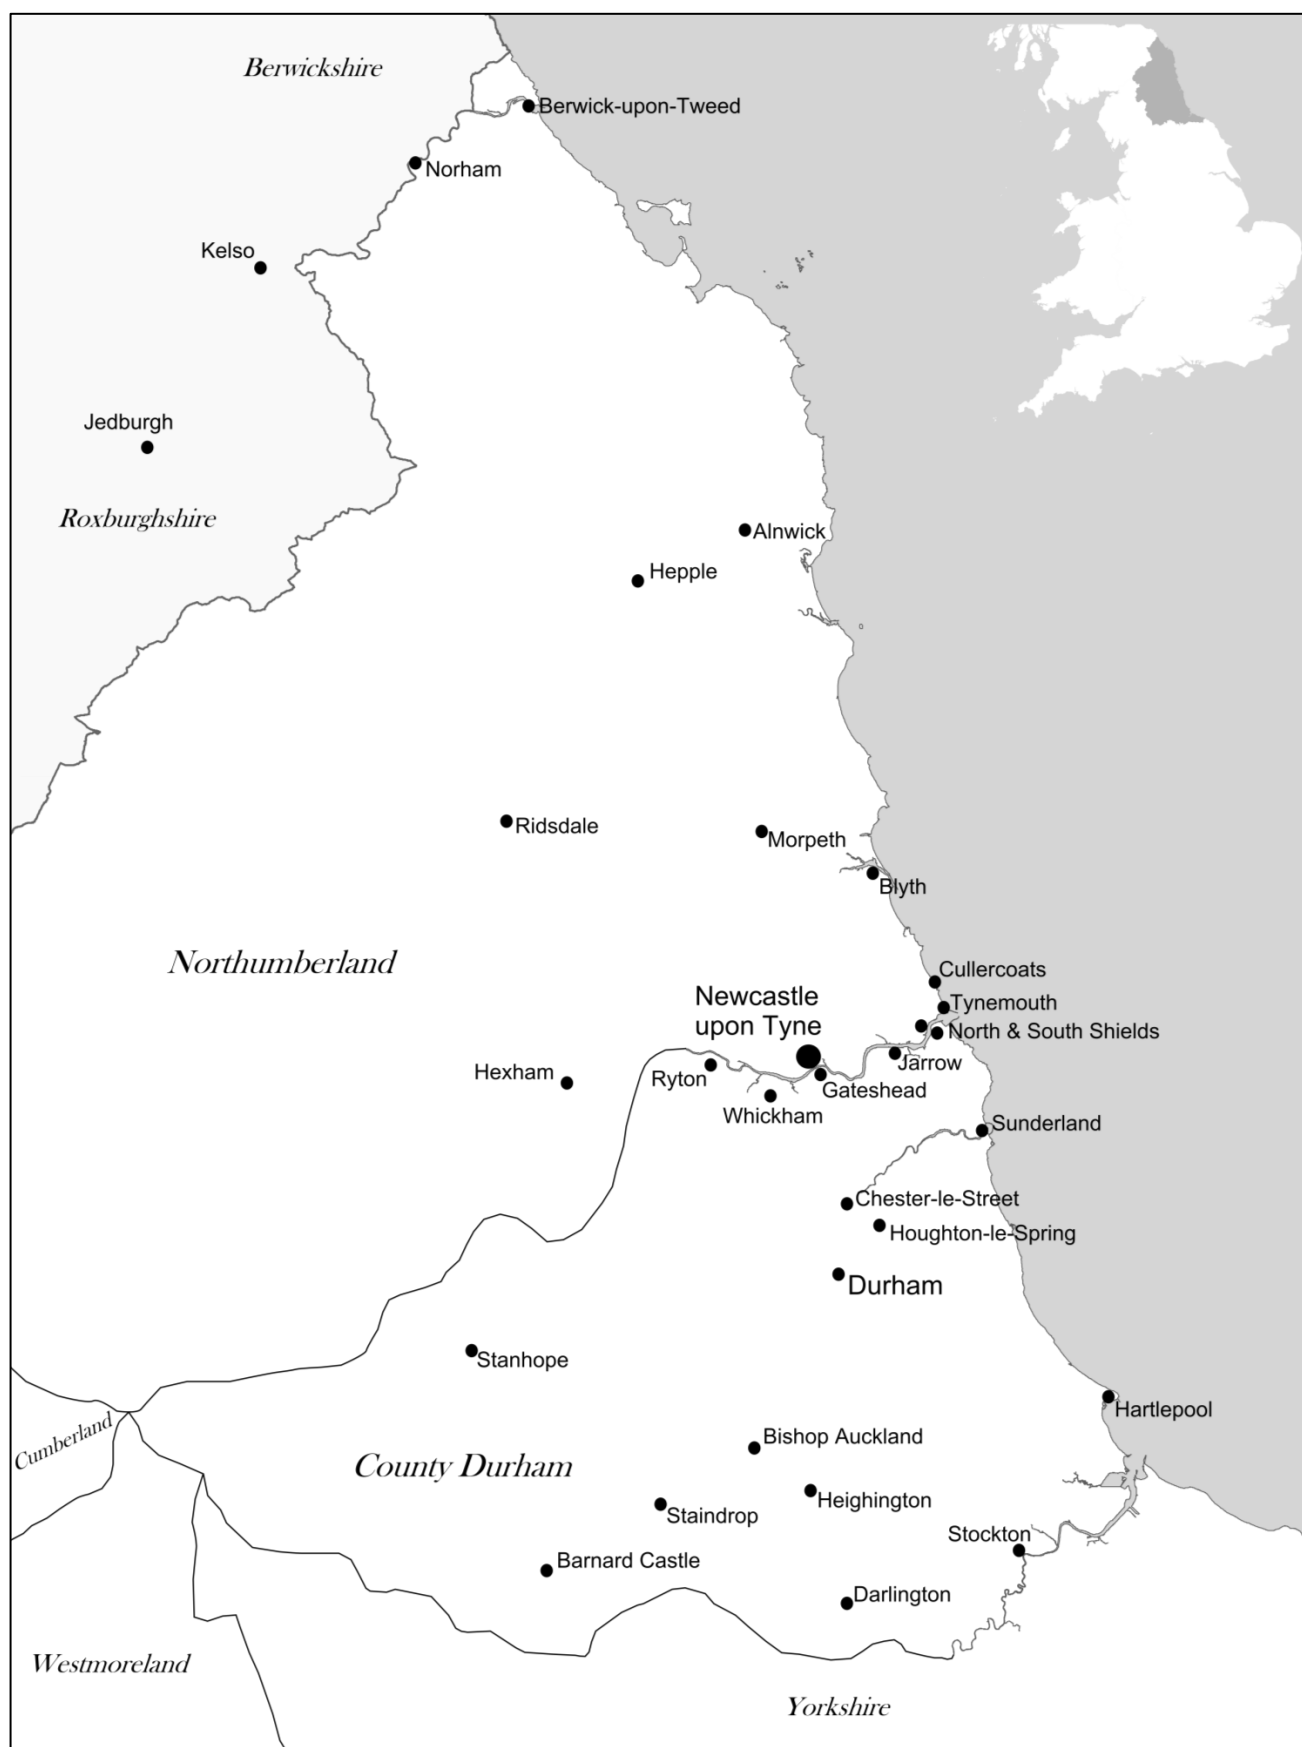 Berwickshire
Berwick-upon-Tweed
Norham
Kelso
Jedburgh
Roxburghshire
Alnwick
Hepple
Ridsdale
Morpeth
Blyth
Northumberland
Cullercoats
Newcastle
upon Tyne
Tynemouth
North & South Shields
Jarrow
Hexham
Ryton
Gateshead
Whickham
Sunderland
Chester-le-Street
Houghton-le-Spring
Durham
Stanhope
Hartlepool
Cumberland
Bishop Auckland
County Durham
Heighington
Staindrop
Stockton
Barnard Castle
Darlington
Westmoreland
Yorkshire